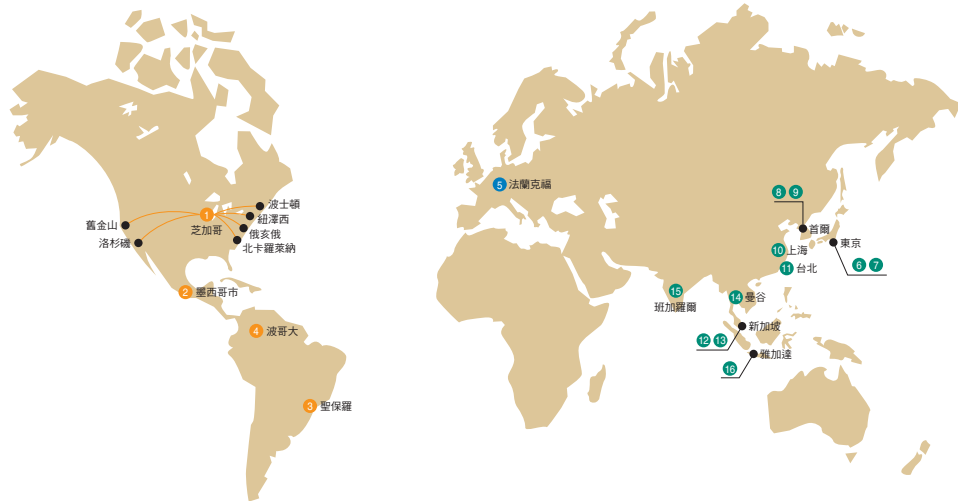 舊金山
洛杉磯
1
芝加哥
波士頓
紐澤西
俄亥俄
北卡羅萊納
2 墨西哥市
4 波哥大
3 聖保羅
5 法蘭克福
8 9
首爾
10 上海
東京
11 台北
6 7
15
班加羅爾
14 曼谷
新加坡
12 13
雅加達
16